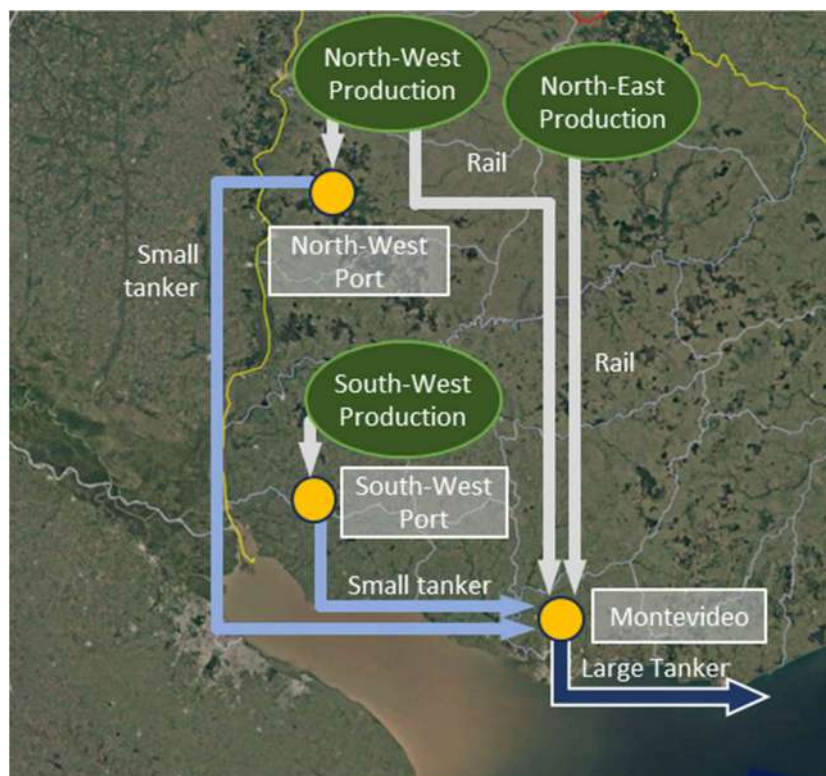 North-West
Production
North-East
Production
Rail
North-West
Port
Small
tanker
South-West
Production
Rail
South-West
Port
Small tanker
Montevideo
Large Tanker